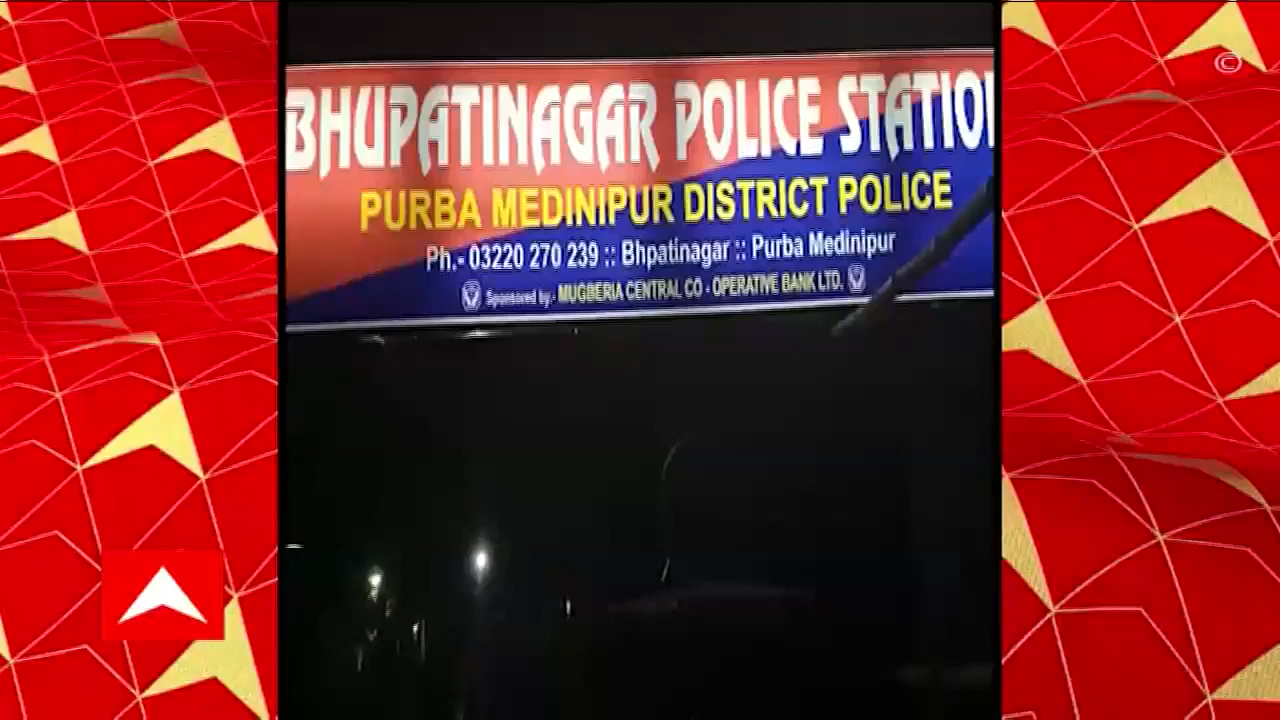 BHUPATINAGAR POLICE STATIO
PURBA MEDINIPUR DISTRICT POLICE
Ph.- 03220 270 239 :: Bhpatinagar :: Purba Medinipur
Sponsored by:- MUGBERIA CENTRAL CO - OPERATIVE BANK LTD.
©